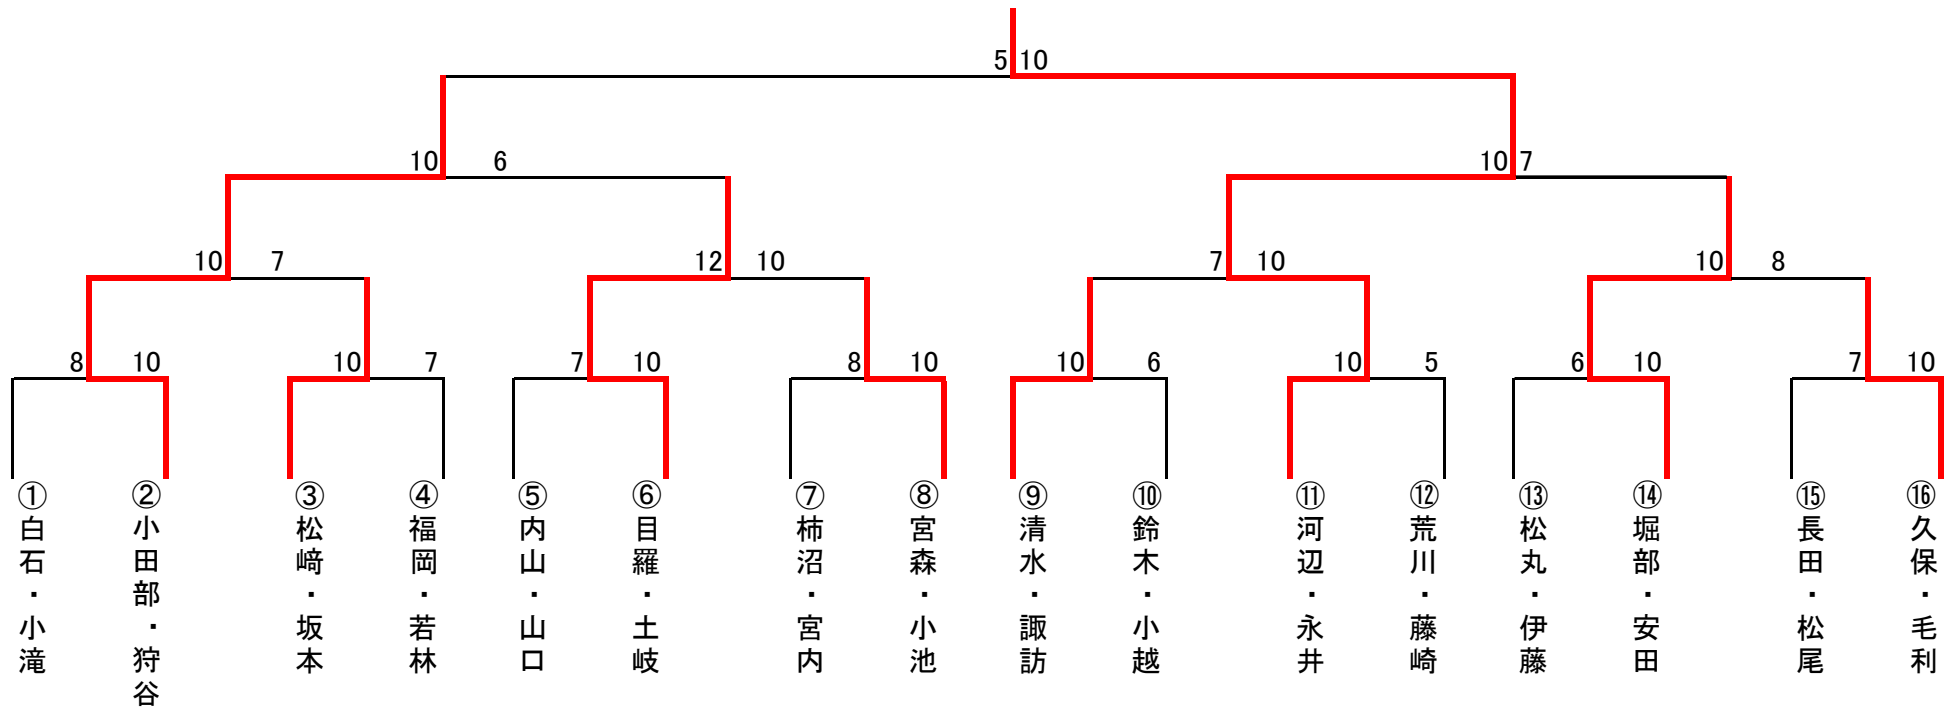 5 10
10 6
10 7
10 7
12 10
7 10
10 8
8 10
10 7
7 10
8 10
10 6
10 5
6 10
7 10
①白石・小滝
②小田部・狩谷
③松﨑・坂本
④福岡・若林
⑤内山・山口
⑥目羅・土岐
⑦柿沼・宮内
⑧宮森・小池
⑨清水・諏訪
⑩鈴木・小越
⑪河辺・永井
⑫荒川・藤崎
⑬松丸・伊藤
⑭堀部・安田
⑮長田・松尾
⑯久保・毛利